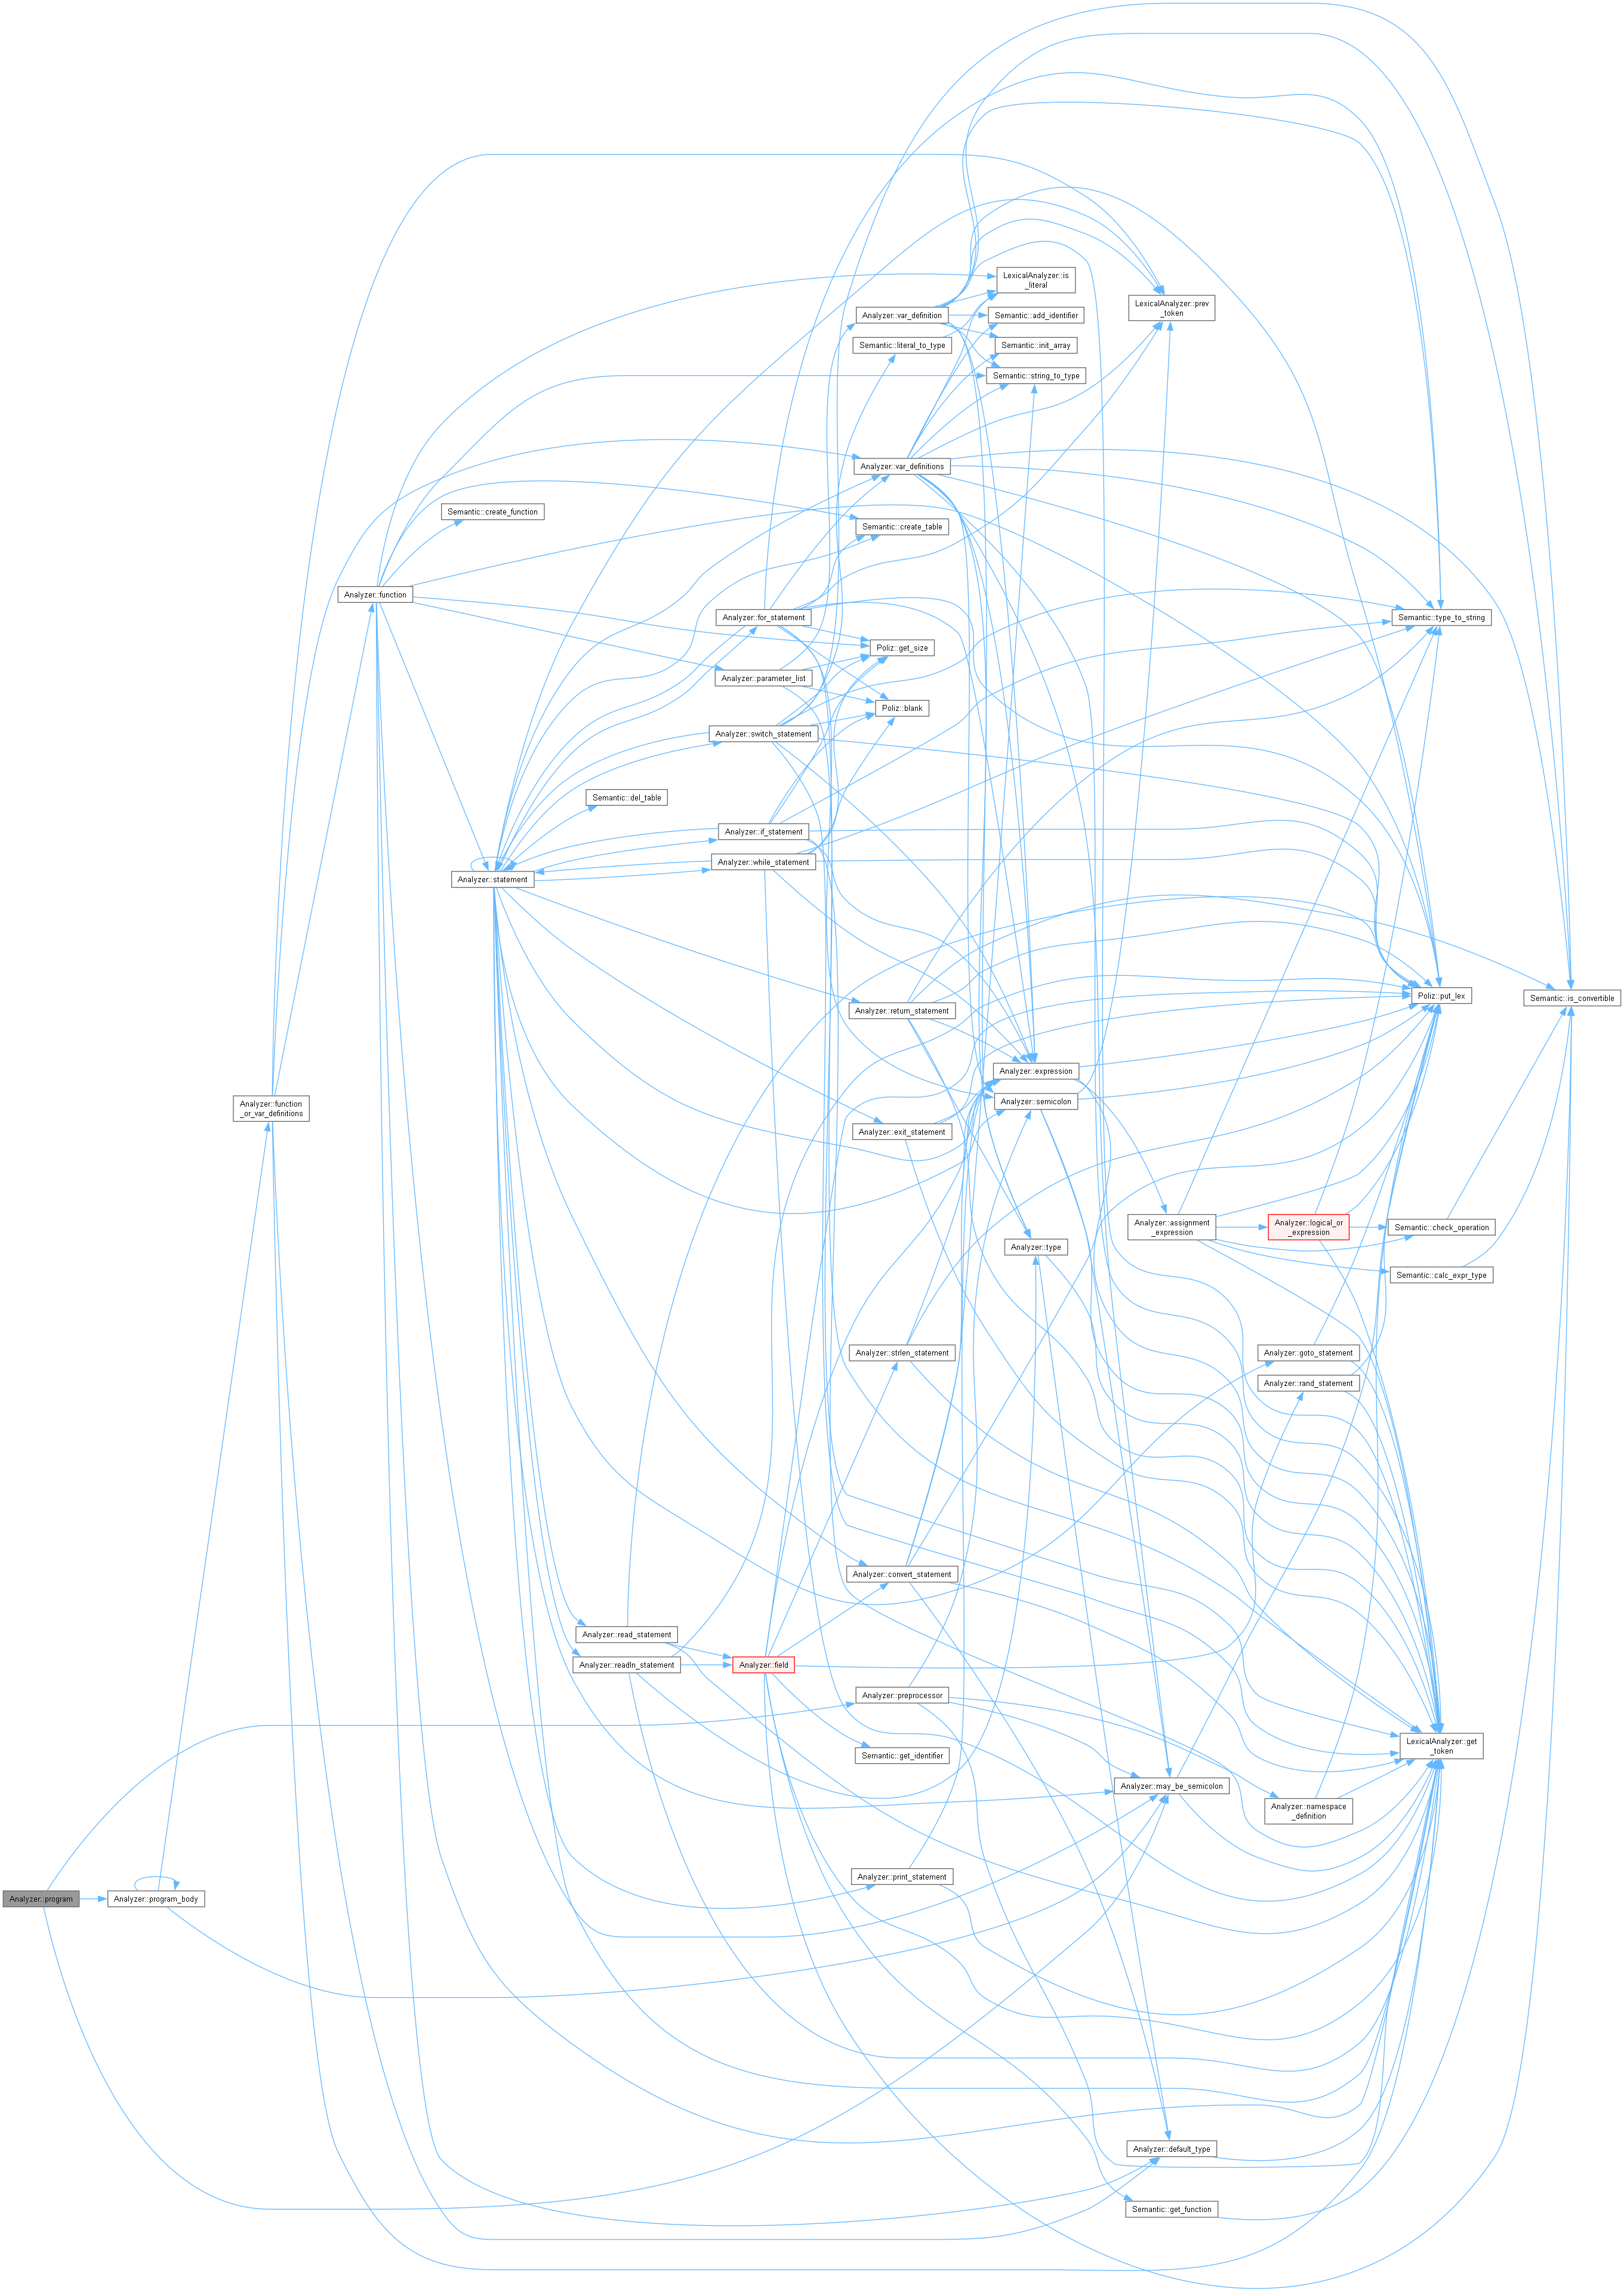 LexicalAnalyzer::is
_literal
LexicalAnalyzer::prev
_token
Analyzer::var_definition
Semantic::add_identifier
Semantic::literal_to_type
Semantic::init_array
Semantic::string_to_type
Analyzer::var_definitions
Semantic::create_function
Semantic::create_table
Analyzer::function
Analyzer::for_statement
Semantic::type_to_string
Poliz::get_size
Analyzer::parameter_list
Poliz::blank
Analyzer::switch_statement
Semantic::del_table
Analyzer::if_statement
Analyzer::while_statement
Analyzer::statement
Poliz::put_lex
Semantic::is_convertible
Analyzer::return_statement
Analyzer::expression
Analyzer::semicolon
Analyzer::function
_or_var_definitions
Analyzer::exit_statement
Analyzer::assignment
_expression
Analyzer::logical_or
_expression
Semantic::check_operation
Analyzer::type
Semantic::calc_expr_type
Analyzer::strlen_statement
Analyzer::goto_statement
Analyzer::rand_statement
Analyzer::convert_statement
Analyzer::read_statement
Analyzer::readln_statement
Analyzer::field
Analyzer::preprocessor
LexicalAnalyzer::get
_token
Semantic::get_identifier
Analyzer::may_be_semicolon
Analyzer::namespace
_definition
Analyzer::print_statement
Analyzer::program
Analyzer::program_body
Analyzer::default_type
Semantic::get_function